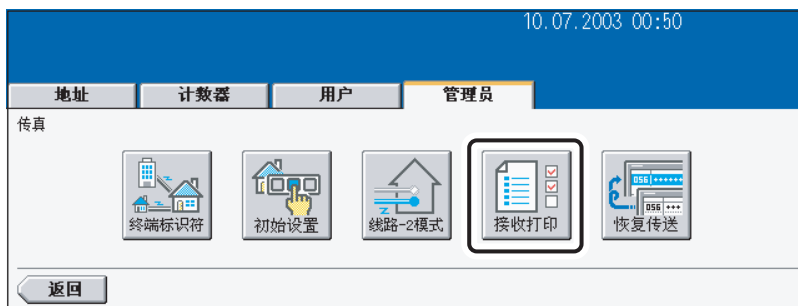 10.07.2003 00:50
地址 计数器 用户 管理员
传真
终端标识符 初始设置 线路-2模式 接收打印 恢复传送
返回